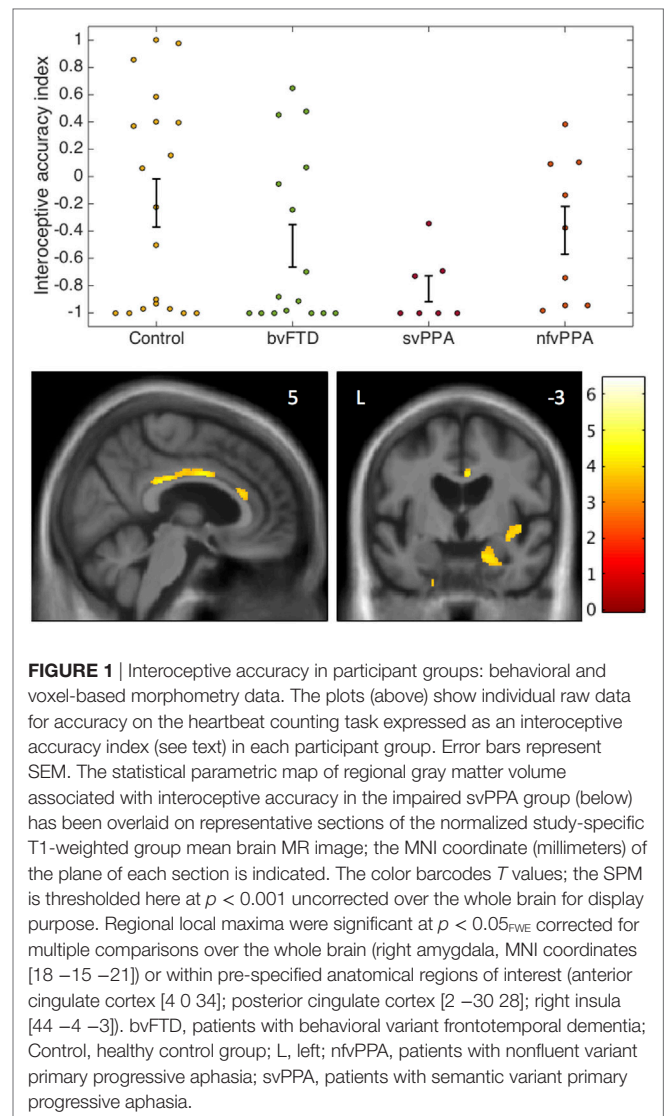 1
0.8
0.6
0.4
0.2
0
-0.2
-0.4
-0.6
-0.8
-1
Interoceptive accuracy index
Control bvFTD svPPA nfvPPA
5
L -3
6
5
4
3
2
1
0
FIGURE 1 | Interoceptive accuracy in participant groups: behavioral and
voxel-based morphometry data. The plots (above) show individual raw data
for accuracy on the heartbeat counting task expressed as an interoceptive
accuracy index (see text) in each participant group. Error bars represent
SEM. The statistical parametric map of regional gray matter volume
associated with interoceptive accuracy in the impaired svPPA group (below)
has been overlaid on representative sections of the normalized study-specific
T1-weighted group mean brain MR image; the MNI coordinate (millimeters) of
the plane of each section is indicated. The color barcodes T values; the SPM
is thresholded here at p < 0.001 uncorrected over the whole brain for display
purpose. Regional local maxima were significant at p < 0.05FWE corrected for
multiple comparisons over the whole brain (right amygdala, MNI coordinates
[18 −15 −21]) or within pre-specified anatomical regions of interest (anterior
cingulate cortex [4 0 34]; posterior cingulate cortex [2 −30 28]; right insula
[44 −4 −3]). bvFTD, patients with behavioral variant frontotemporal dementia;
Control, healthy control group; L, left; nfvPPA, patients with nonfluent variant
primary progressive aphasia; svPPA, patients with semantic variant primary
progressive aphasia.